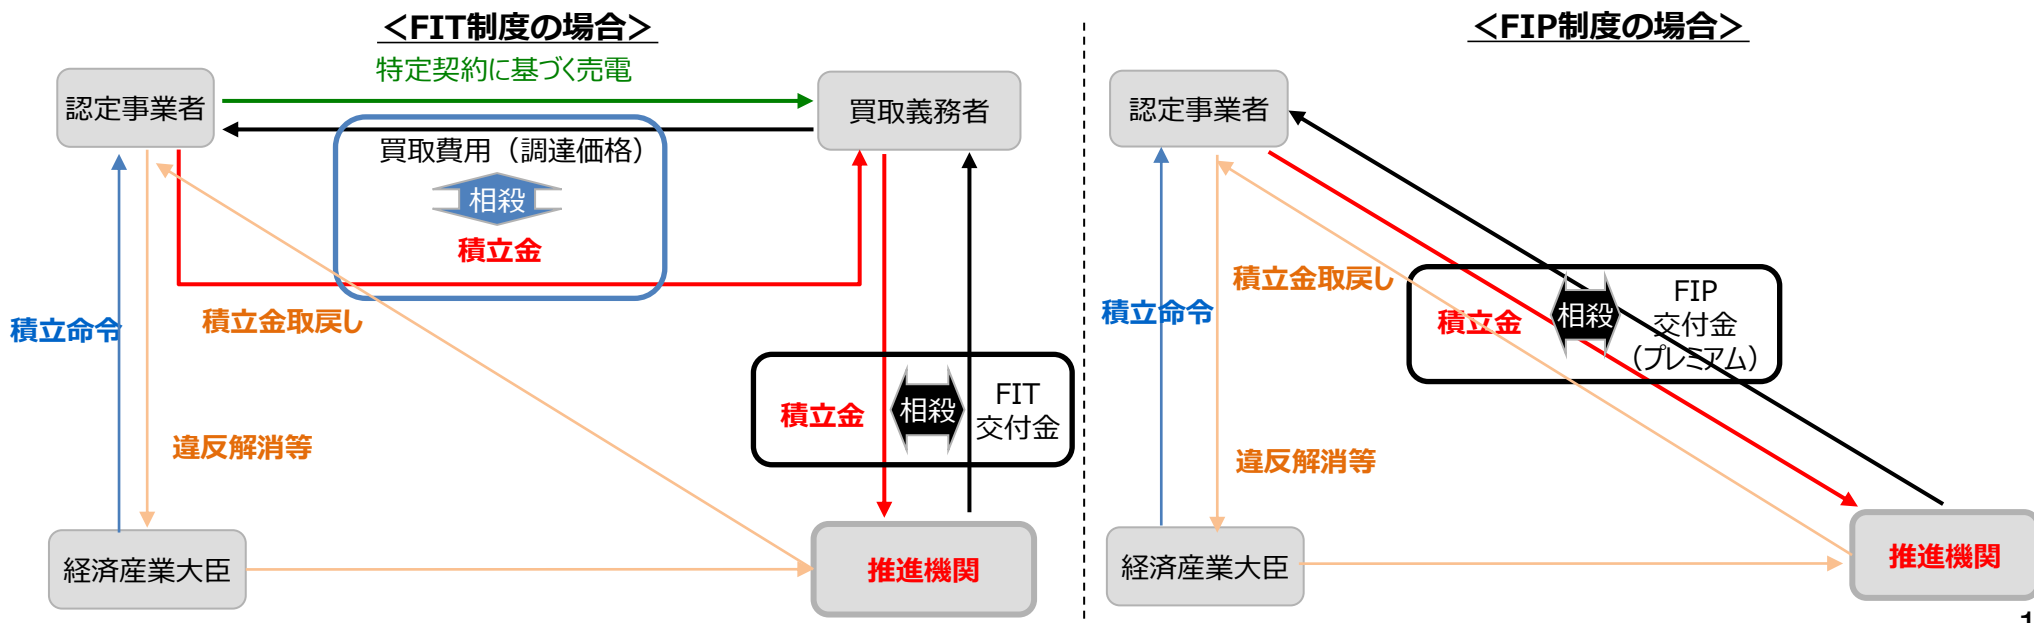 ＜FIT制度の場合＞
特定契約に基づく売電
認定事業者
買取義務者
買取費用（調達価格）
相殺
積立金
積立命令
積立金取戻し
積立金
相殺
FIT
交付金
違反解消等
経済産業大臣
推進機関
＜FIP制度の場合＞
認定事業者
積立金取戻し
積立命令
積立金
相殺
FIP
交付金
（プレミアム）
違反解消等
経済産業大臣
推進機関